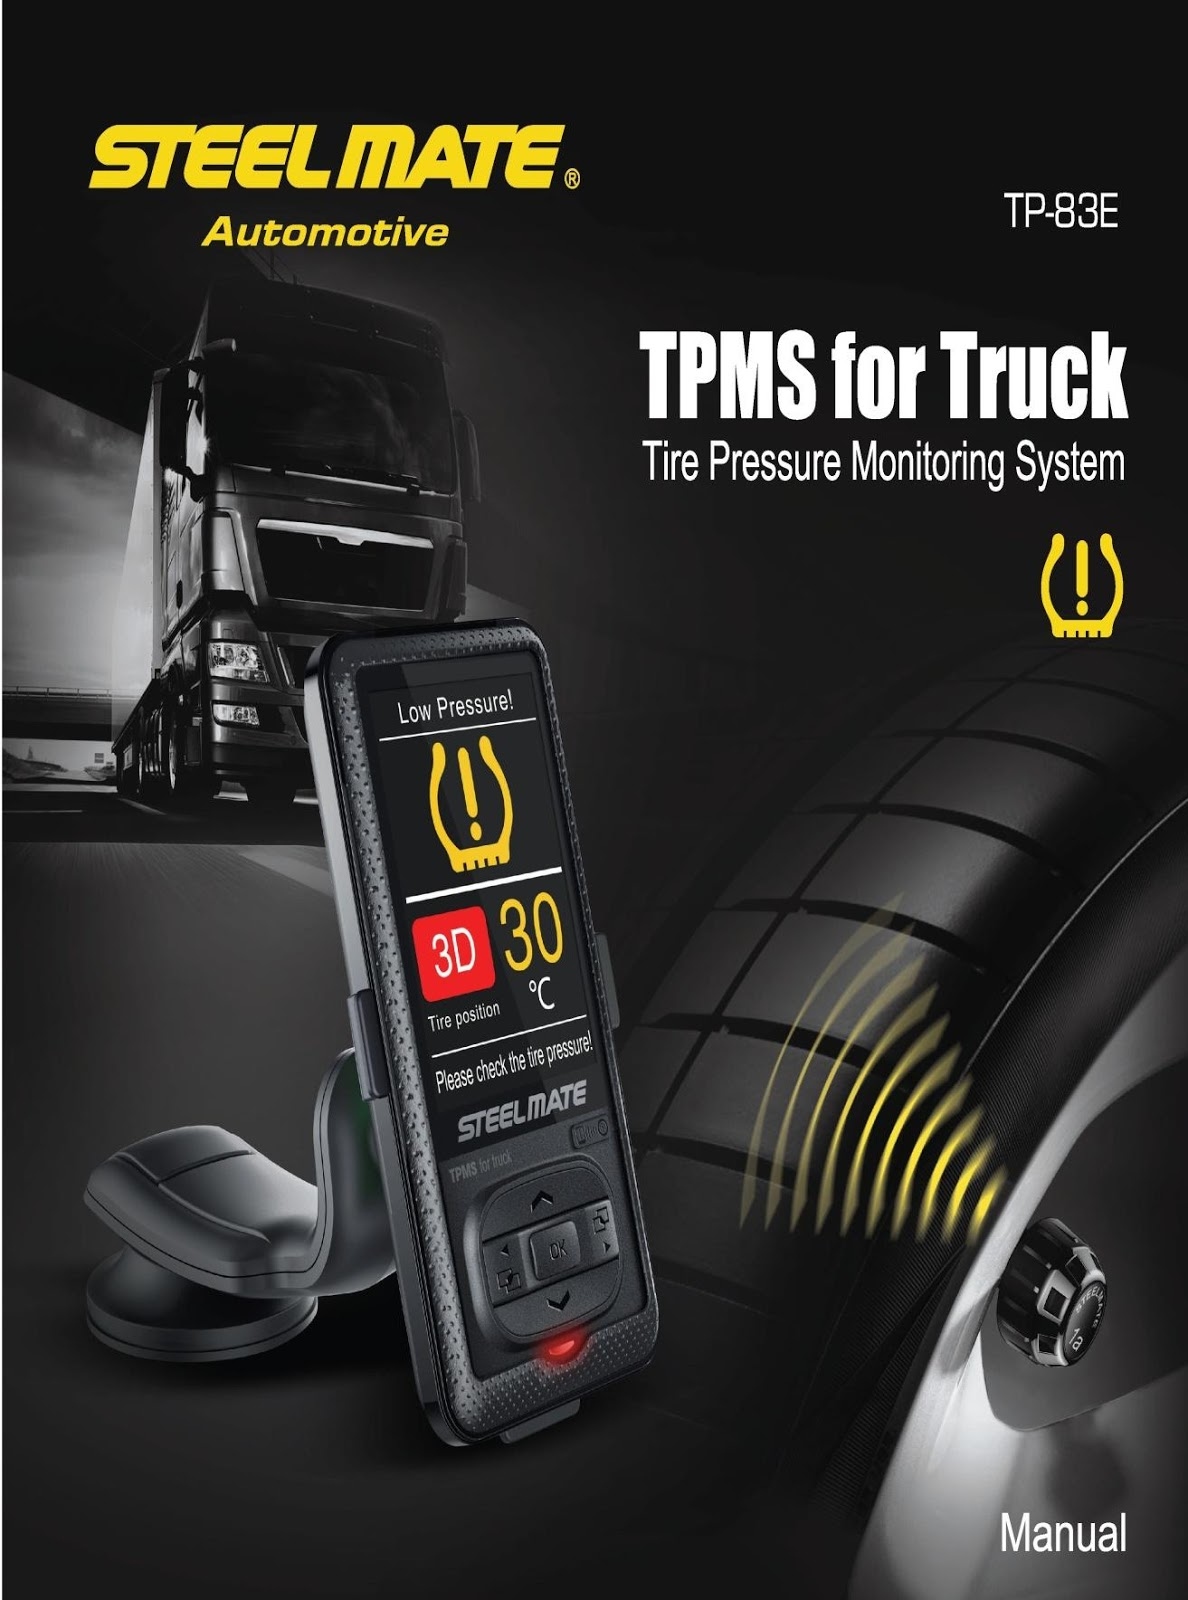 STEELMATE®
Automotive
TP-83E
TPMS for Truck
Tire Pressure Monitoring System
Low Pressure!
3D
30
Tire position
°C
Please check the tire pressure!
STEELMATE
TPMS for truck
OK
STEELMATE
Manual